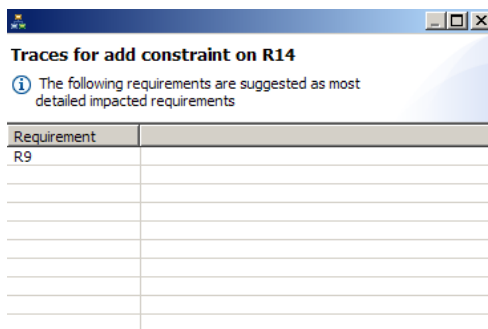 Traces for add constraint on R14
The following requirements are suggested as most
detailed impacted requirements
Requirement
R9